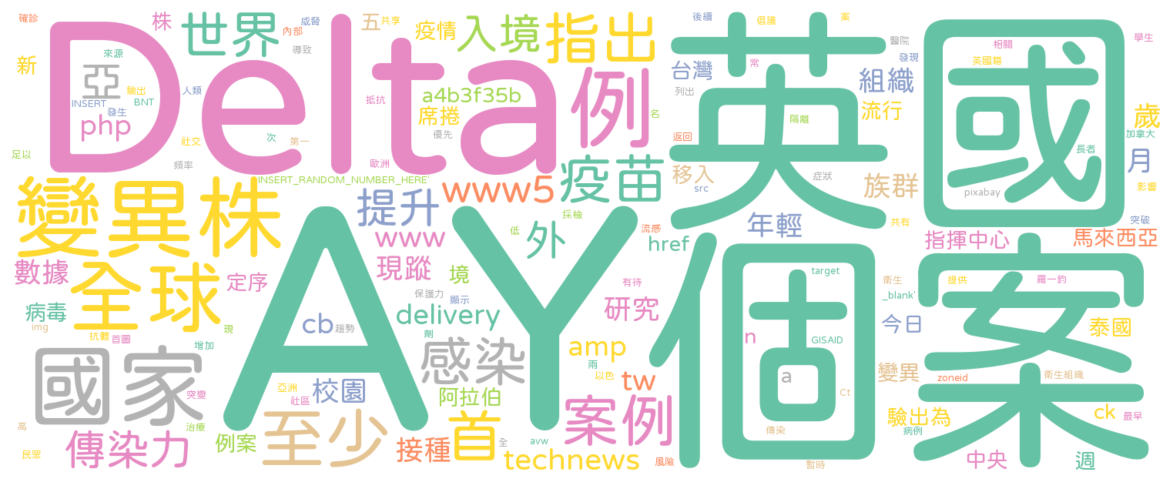 確診
株
世界
五
共享
威脅
內部
導致
疫情
入境
指出
後續
倡議
案
醫院
發現
相關
英國籍
學生
新
Delta
亞
來源
驗出
BNT
INSERT
發生
人類
php
抵抗
a4b3f35b
席捲
優先
例
名
台灣
列出
常
組織
流行
隔離
返回
英國
歲
加拿大
長者
月
足以
社交
次
第一
頻率
歐洲
INSERT_RANDOM_NUMBER_HERE
www5
疫苗
移入
src
症狀
族群
pixabay
影響
突破
變異株
提升
www
採檢
低
外
流感
href
年輕
共有
指揮中心
馬來西亞
數據
全球
定序
現蹤
境
有待
target
衛生
_blank'
提供
羅一鈞
病毒
img
抗體
首圖
現
增加
cb
趨勢
保護力
顯示
delivery
劑
研究
GISAID
今日
泰國
AY
個案
國家
感染
amp
兩
n
a
以色
tw
變異
zoneid
衛生組織
突變
亞洲
社區
校園
阿拉伯
Ct
驗出為
ck
最早
高
治療
至少
首
案例
傳染
病例
民眾
傳染力
例案
接種
全
avw
technews
風險
暫時
中央
週